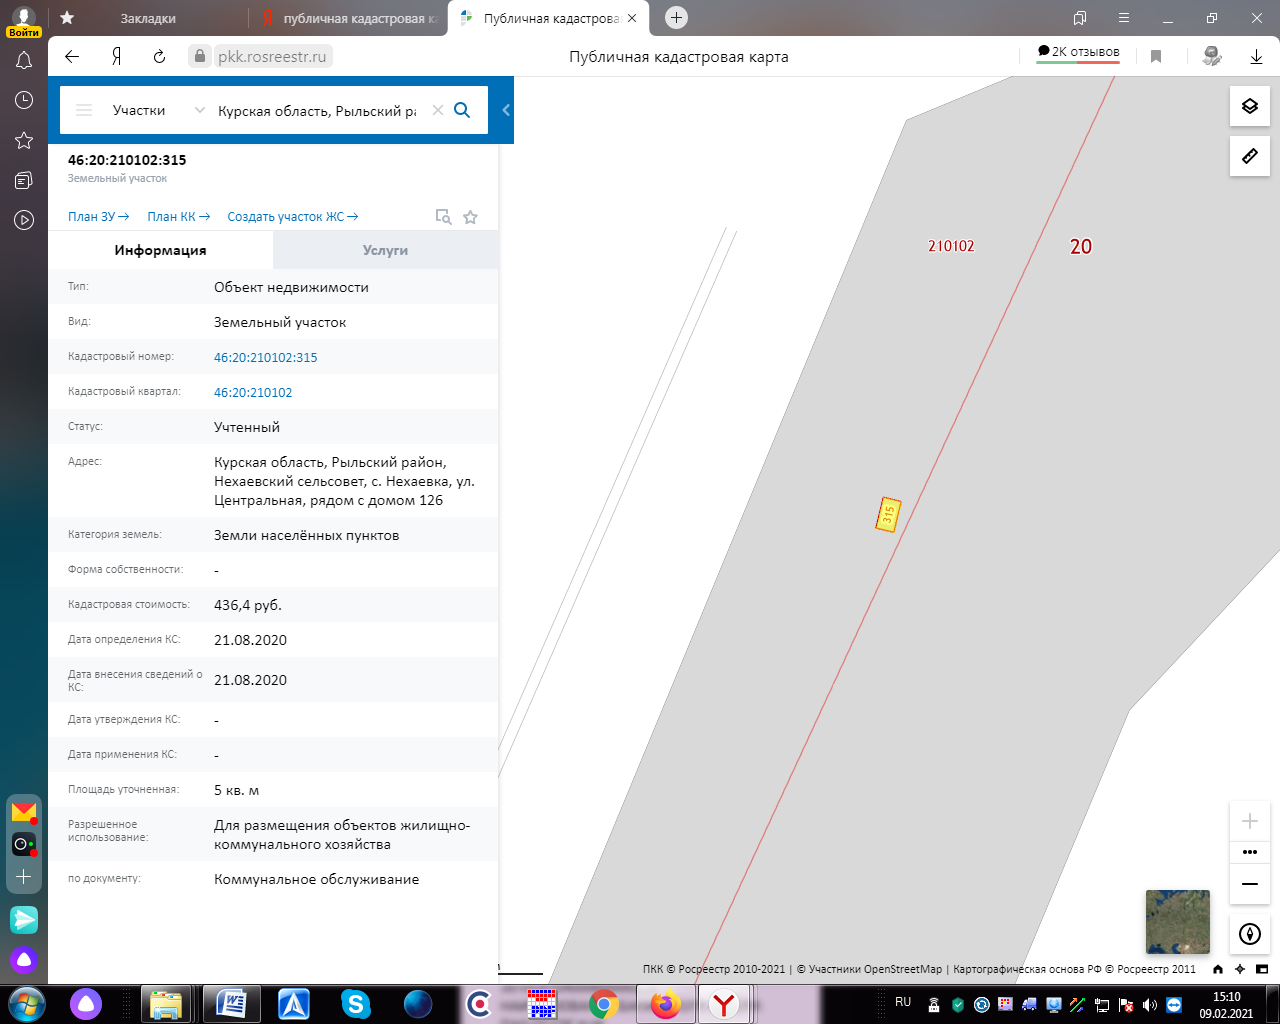 Войти
Закладки
публичная кадастровая ка
Публичная кадастрова
pkk.rosreestr.ru
Публичная кадастровая карта
2К отзывов
Участки
Курская область, Рыльский ра
46:20:210102:315
Земельный участок
План ЗУ →
План КК →
Создать участок ЖС →
Информация
Услуги
Тип:
Объект недвижимости
Вид:
Земельный участок
Кадастровый номер:
46:20:210102:315
Кадастровый квартал:
46:20:210102
Статус:
Учтенный
Адрес:
Курская область, Рыльский район,
Нехаевский сельсовет, с. Нехаевка, ул.
Центральная, рядом с домом 126
Категория земель:
Земли населённых пунктов
Форма собственности:
-
Кадастровая стоимость:
436,4 руб.
Дата определения КС:
21.08.2020
Дата внесения сведений о
КС:
21.08.2020
Дата утверждения КС:
-
Дата применения КС:
-
Площадь уточненная:
5 кв. м
Разрешенное
использование:
Для размещения объектов жилищно-
коммунального хозяйства
по документу:
Коммунальное обслуживание
210102
20
315
ПКК © Росреестр 2010-2021 | © Участники OpenStreetMap | Картографическая основа РФ © Росреестр 2011
RU
15:10
09.02.2021